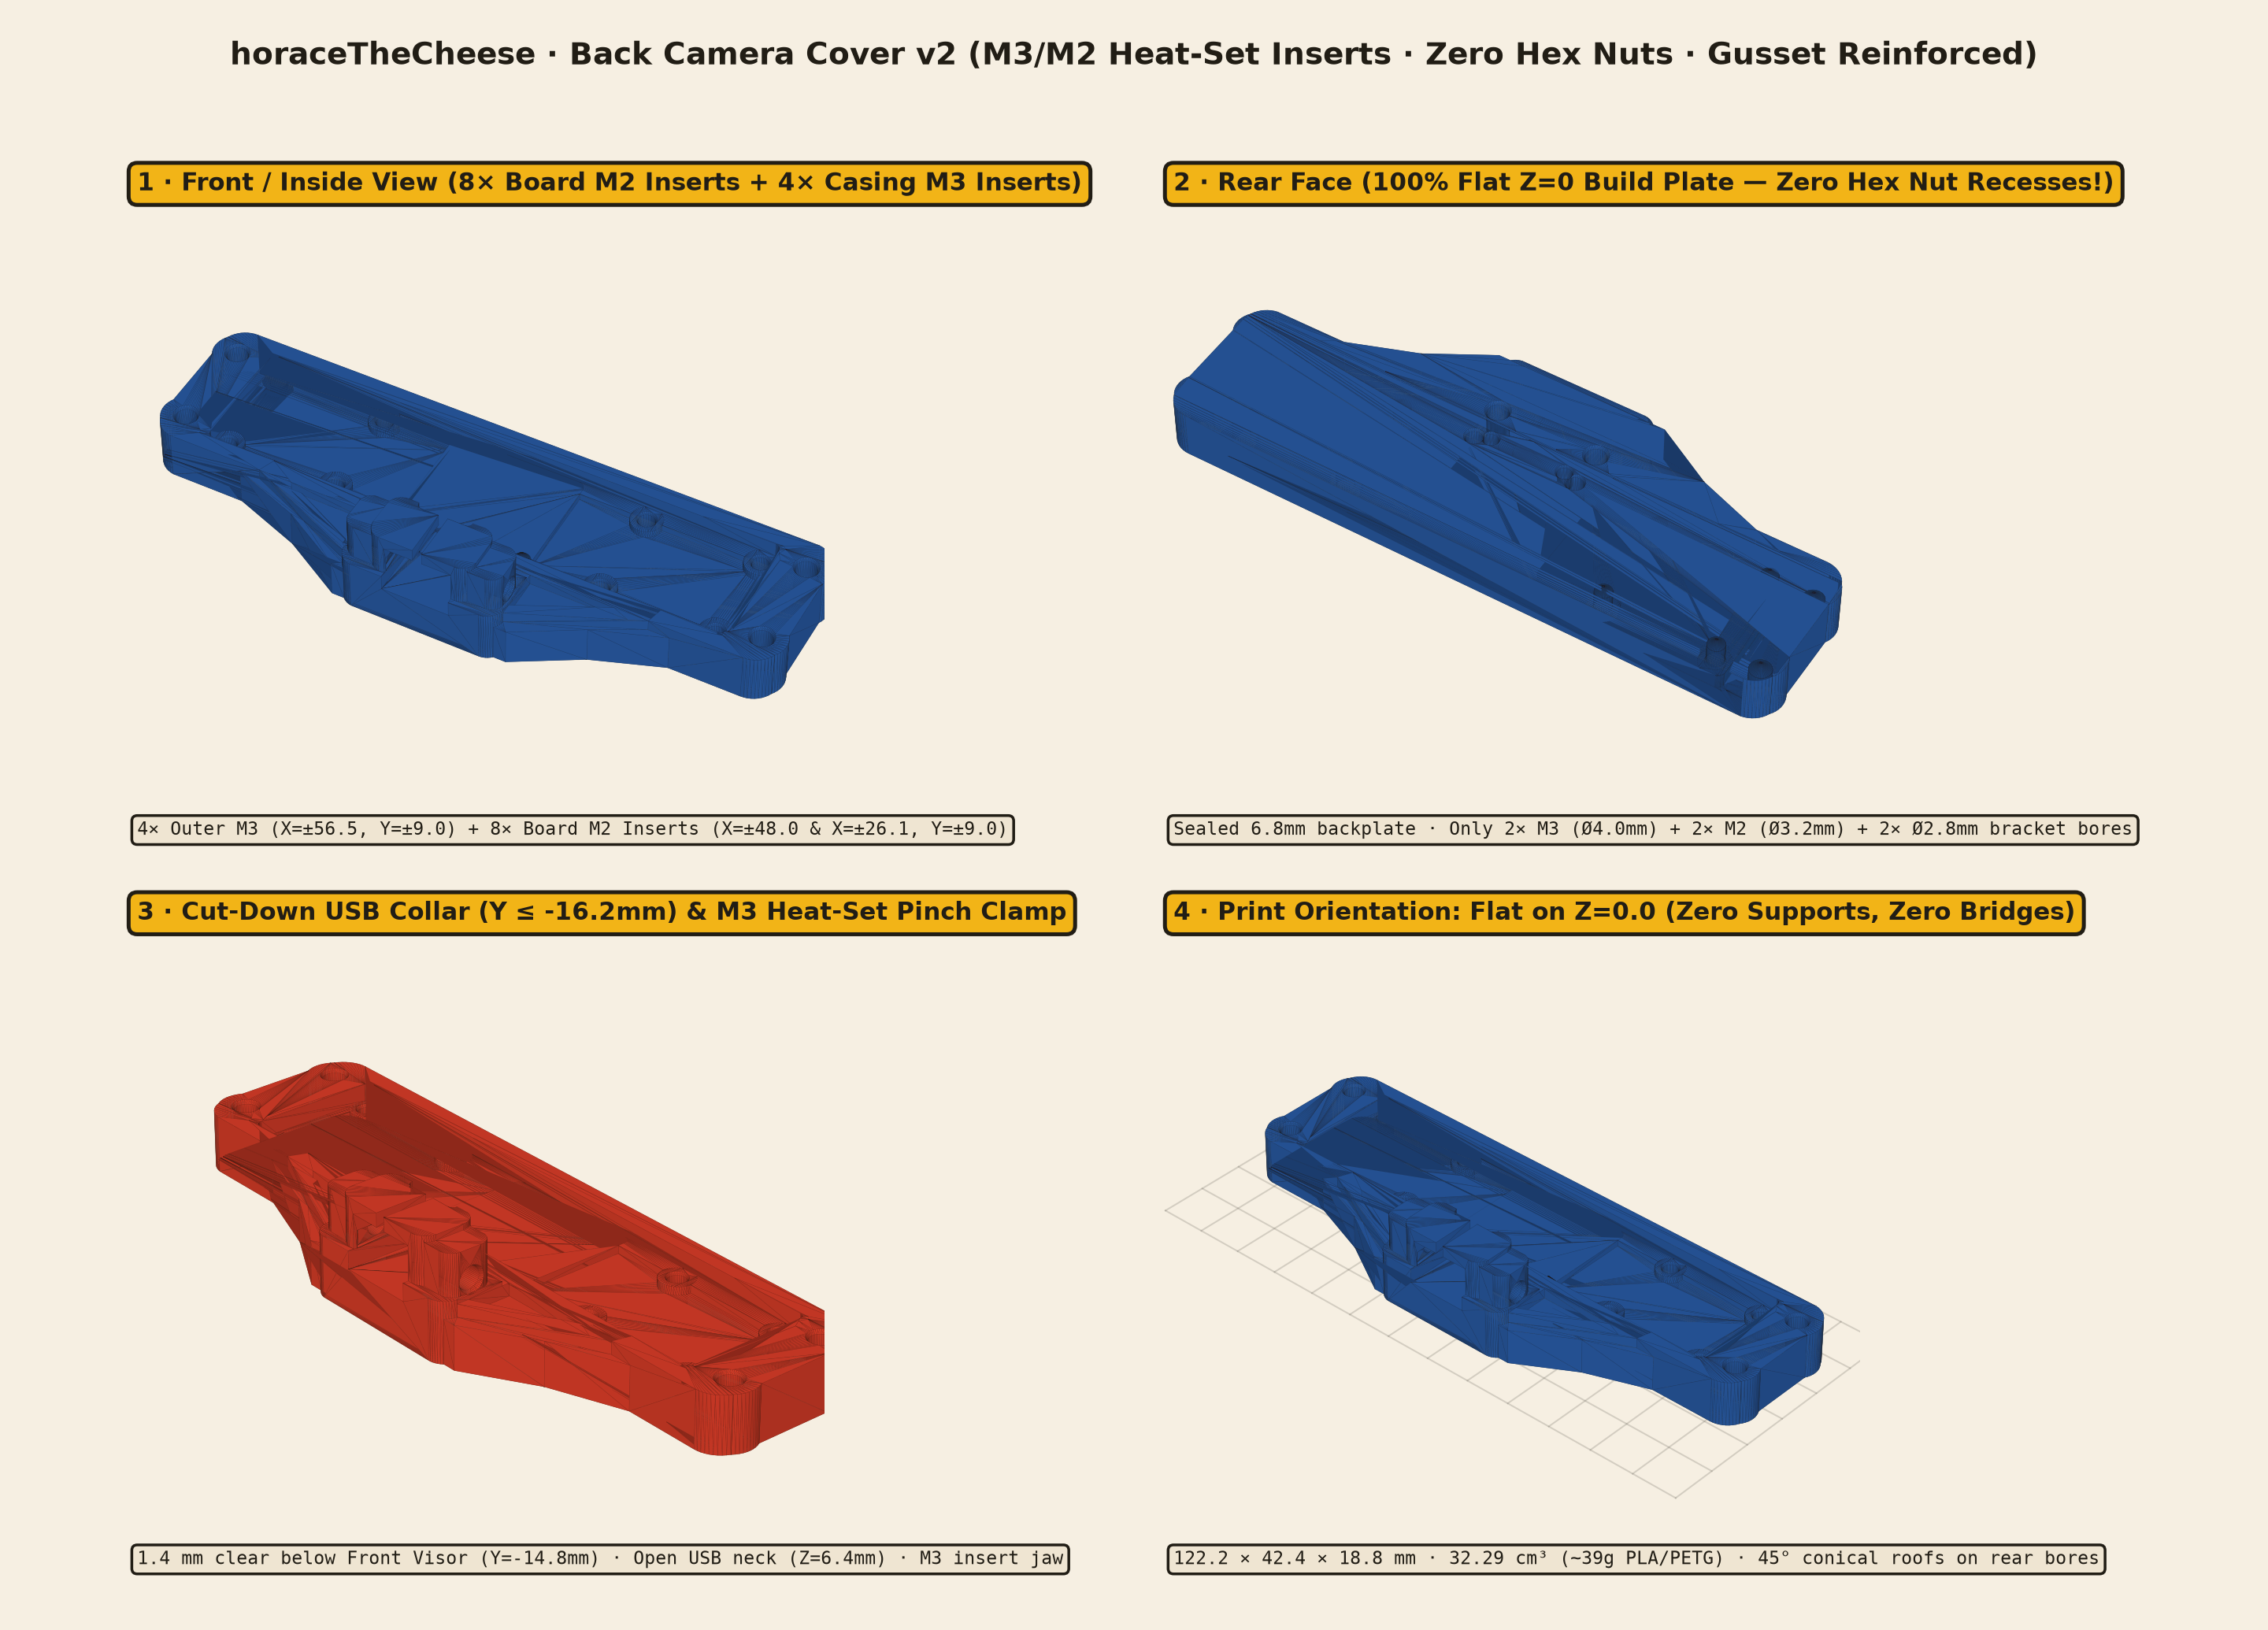 horaceTheCheese · Back Camera Cover v2 (M3/M2 Heat-Set Inserts · Zero Hex Nuts · Gusset Reinforced)
1 · Front / Inside View (8× Board M2 Inserts + 4× Casing M3 Inserts)
2 · Rear Face (100% Flat Z=0 Build Plate — Zero Hex Nut Recesses!)
4× Outer M3 (X=±56.5, Y=±9.0) + 8× Board M2 Inserts (X=±48.0 & X=±26.1, Y=±9.0)
Sealed 6.8mm backplate · Only 2× M3 (Ø4.0mm) + 2× M2 (Ø3.2mm) + 2× Ø2.8mm bracket bores
3 · Cut-Down USB Collar (Y ≤ -16.2mm) & M3 Heat-Set Pinch Clamp
4 · Print Orientation: Flat on Z=0.0 (Zero Supports, Zero Bridges)
1.4 mm clear below Front Visor (Y=-14.8mm) · Open USB neck (Z=6.4mm) · M3 insert jaw
122.2 × 42.4 × 18.8 mm · 32.29 cm³ (~39g PLA/PETG) · 45° conical roofs on rear bores